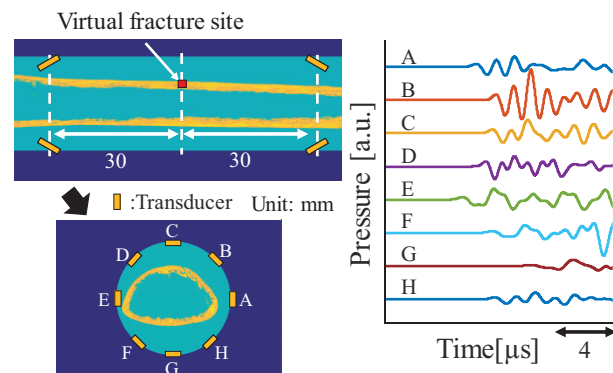 Virtual fracture site
30 30
:Transducer Unit: mm
C
D B
E A
F H
G
A
B
C
D
E
F
G
H
Pressure [a.u.]
Time[μs] 4